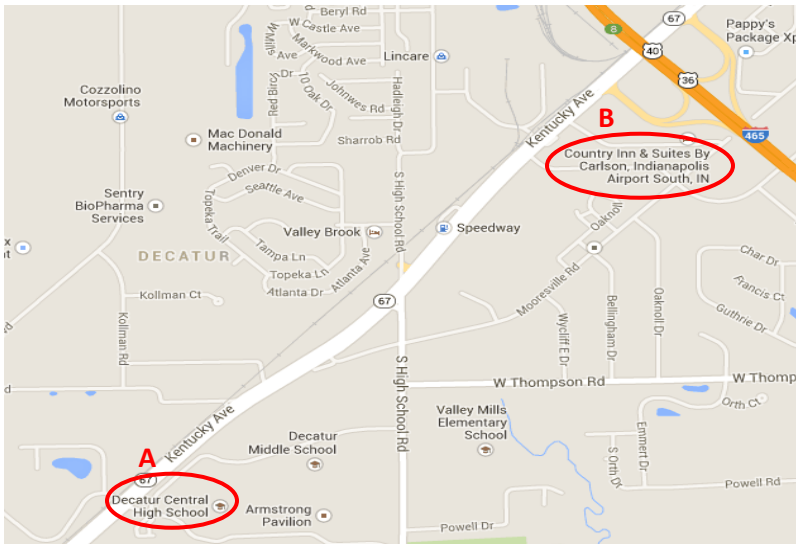 Beryl Rd
W Castle Ave
Markwood Ave
W Mills Ave
10 Oak Dr
Red Birch Dr
Johnwes Rd
Hadleigh Dr
Lincare
67
8
40
36
465
Pappy's
Package Xp
Cozzolino
Motorsports
Mac Donald
Machinery
Sharrob Rd
Kentucky Ave
B
Country Inn & Suites By
Carlson, Indianapolis
Airport South, IN
Denver Dr
Seattle Ave
Sentry
BioPharma
Services
Topeka Trail
S High School Rd
Valley Brook
Speedway
Oaknoll
DECATUR
Tampa Ln
Topeka Ln
Atlanta Ave
Atlanta Dr
Char Dr
Francis Ct
Guthrie Dr
Mooresville Rd
Kollman Ct
Kollman Rd
67
Wycliff E Dr
Bellingham Dr
Oaknoll Dr
S High School Rd
W Thompson Rd
W Thomp
Orth Ct
Kentucky Ave
Valley Mills
Elementary
School
Decatur
Middle School
S Orth Dr
Emmert Dr
A
67
Decatur Central
High School
Armstrong
Pavilion
Powell Rd
Powell Dr